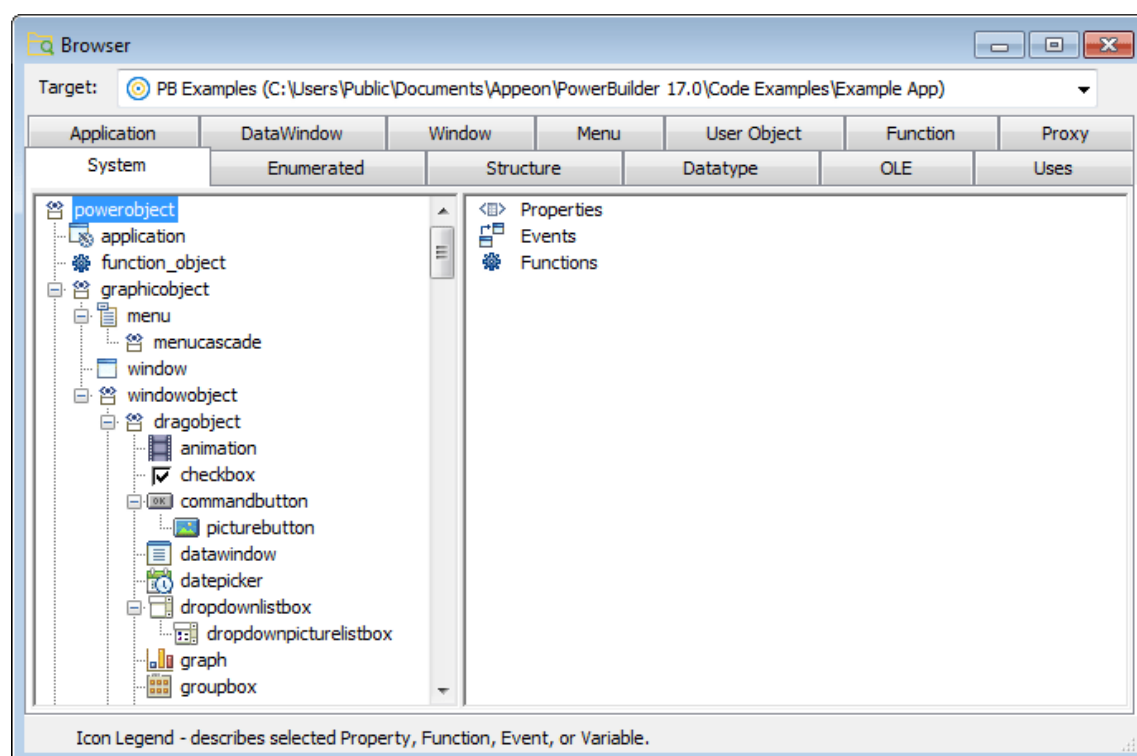 Browser
Target: PB Examples (C:\Users\Public\Documents\Appeon\PowerBuilder 17.0\Code Examples\Example App)
Application DataWindow Window Menu User Object Function Proxy
System Enumerated Structure Datatype OLE Uses
powerobject
application
function_object
graphicobject
menu
menucascade
window
windowobject
dragobject
animation
checkbox
OK commandbutton
picturebutton
datawindow
datepicker
dropdownlistbox
dropdownpicturelistbox
graph
groupbox
Properties
Events
Functions
Icon Legend - describes selected Property, Function, Event, or Variable.